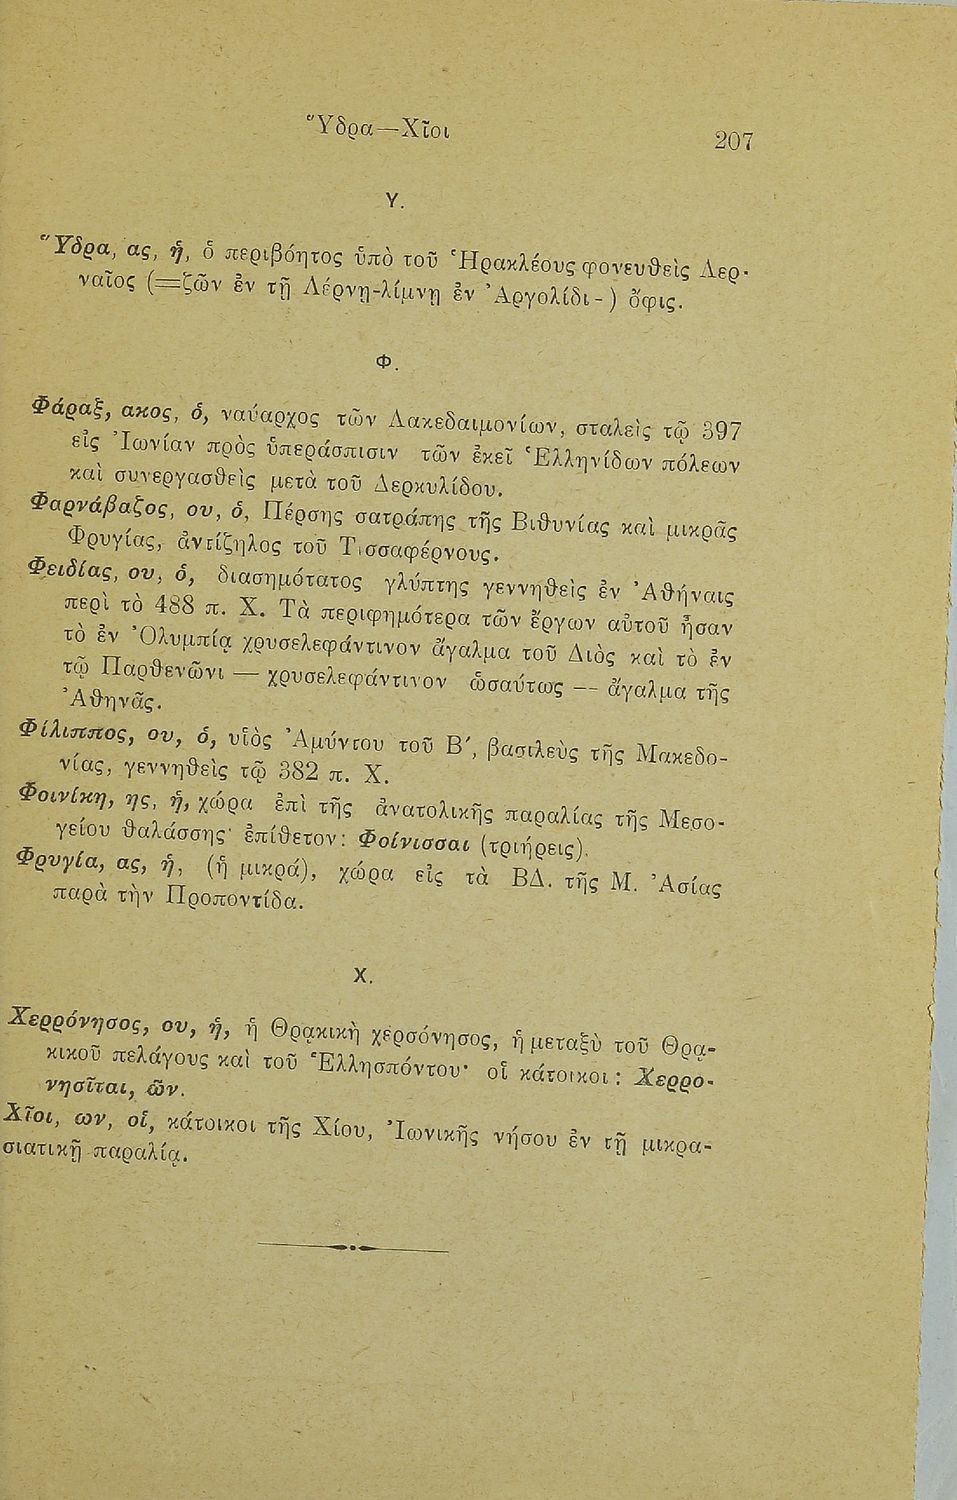 Ὕδρα—Χῖοι
207
Υ.
Ὕδρα, ας, ἡ, ὁ περιβόητος ὑπὸ τοῦ Ἡρακλέους φονευθεὶς Λερ-
ναῖος (=ζῶν ἐν τῇ Λέρνῃ-λίμνῃ ἐν Ἀργολίδι-) ὄφις.
Φ.
Φάραξ, ακος, ὁ, ναύαρχος τῶν Λακεδαιμονίων, σταλεὶς τῷ 397
εἰς Ἰωνίαν πρὸς ὑπεράσπισιν τῶν ἐκεῖ Ἑλληνίδων πόλεων
καὶ συνεργασθεὶς μετὰ τοῦ Δερκυλίδου.
Φαρνάβαζος, ου, ὁ, Πέρσης σατράπης τῆς Βιθυνίας καὶ μικρᾶς
Φρυγίας, ἀντίζηλος τοῦ Τισσαφέρνους.
Φειδίας, ου, ὁ, διασημότατος γλύπτης γεννηθεὶς ἐν Ἀθήναις
περὶ τὸ 488 π. Χ. Τὰ περιφημότερα τῶν ἔργων αὐτοῦ ἦσαν
τὸ ἐν Ὀλυμπίᾳ χρυσελεφάντινον ἄγαλμα τοῦ Διὸς καὶ τὸ ἐν
τῷ Παρθενῶνι — χρυσελεφάντινον ὡσαύτως — ἄγαλμα τῆς
Ἀθηνᾶς.
Φίλιππος, ου, ὁ, υἱὸς Ἀμύντου τοῦ Β′, βασιλεὺς τῆς Μακεδο-
νίας, γεννηθεὶς τῷ 382 π. Χ.
Φοινίκη, ης, ἡ, χώρα ἐπὶ τῆς ἀνατολικῆς παραλίας τῆς Μεσο-
γείου θαλάσσης· ἐπίθετον: Φοίνισσαι (τριήρεις).
Φρυγία, ας, ἡ, (ἡ μικρά), χώρα εἰς τὰ ΒΔ. τῆς Μ. Ἀσίας
παρὰ τὴν Προποντίδα.
Χ.
Χερρόνησος, ου, ἡ, ἡ Θρᾳκικὴ χερσόνησος, ἡ μεταξὺ τοῦ Θρᾳ-
κικοῦ πελάγους καὶ τοῦ Ἑλλησπόντου· οἱ κάτοικοι: Χερρο-
νησῖται, ῶν.
Χῖοι, ων, οἱ, κάτοικοι τῆς Χίου, Ἰωνικῆς νήσου ἐν τῇ μικρα-
σιατικῇ παραλίᾳ.